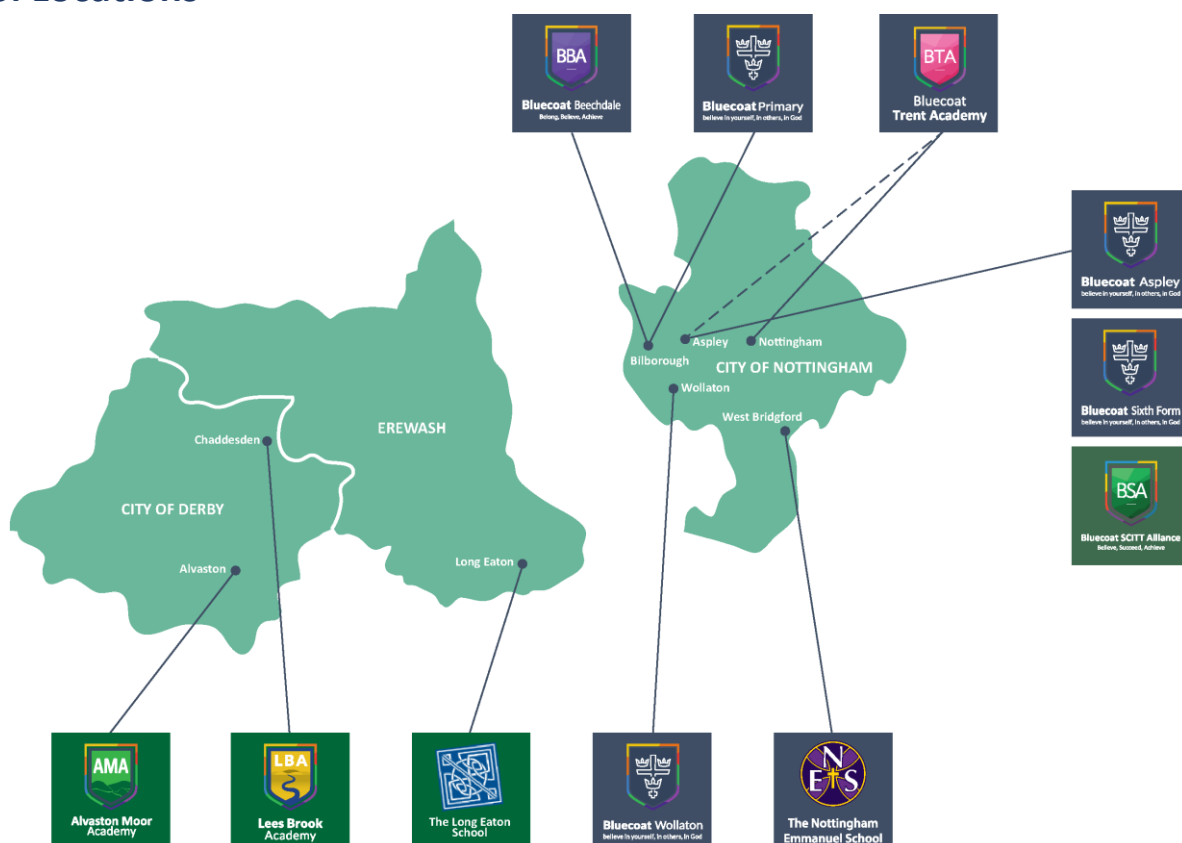 BBA
Bluecoat Beechdale
Belong, Believe, Achieve
Bluecoat Primary
believe in yourself, in others, in God
BTA
Bluecoat
Trent Academy
Bluecoat Aspley
believe in yourself, in others, in God
Bluecoat Sixth Form
believe in yourself, in others, in God
BSA
Bluecoat SCITT Alliance
Believe, Succeed, Achieve
Bilborough
Aspley
Nottingham
CITY OF NOTTINGHAM
Wollaton
West Bridgford
EREWASH
Chaddesden
CITY OF DERBY
Alvaston
Long Eaton
AMA
Alvaston Moor
Academy
LBA
Lees Brook
Academy
The Long Eaton
School
Bluecoat Wollaton
believe in yourself, in others, in God
N
E S
The Nottingham
Emmanuel School